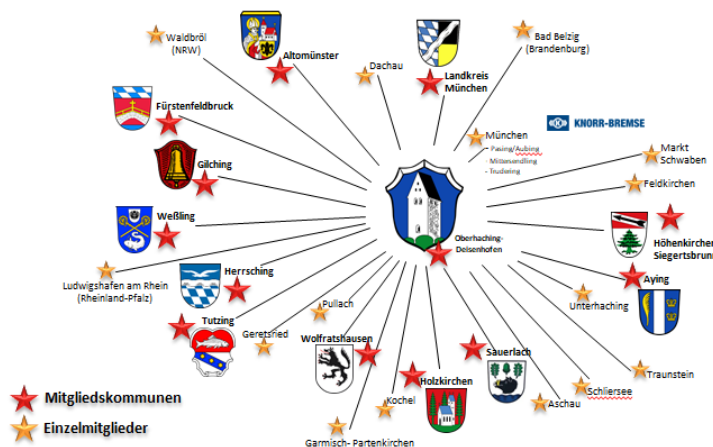 Waldbröl
(NRW)
Altomünster
Dachau
Landkreis
München
Bad Belzig
(Brandenburg)
Fürstenfeldbruck
KNORR-BREMSE
München
- Pasing/Aubing
- Mittersendling
- Trudering
Markt
Schwaben
Gilching
Feldkirchen
Weßling
Oberhaching-
Deisenhofen
Höhenkirchen
Siegertsbrunn
Ludwigshafen am Rhein
(Rheinland-Pfalz)
Herrsching
Aying
Unterhaching
Pullach
Tutzing
Geretsried
Wolfratshausen
Sauerlach
Traunstein
Holzkirchen
Schliersee
Mitgliedskommunen
Kochel
Aschau
Einzelmitglieder
Garmisch- Partenkirchen